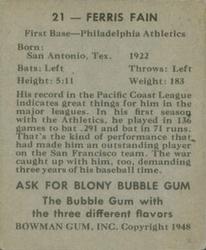 21 — FERRIS FAIN
First Base—Philadelphia Athletics
Born:
San Antonio, Tex. 1922
Bats: Left Throws: Left
Height: 5:11 Weight: 183
His record in the Pacific Coast League
indicates great things for him in the
major leagues. In his first season
with the Athletics, he played in 136
games to bat .291 and bat in 71 runs.
That's the kind of performance that
had made him an outstanding player
on the San Francisco team. The war
caught up with him, too, demanding
three years of his baseball time.
ASK FOR BLONY BUBBLE GUM
The Bubble Gum with
the three different flavors
BOWMAN GUM, INC. Copyright 1948